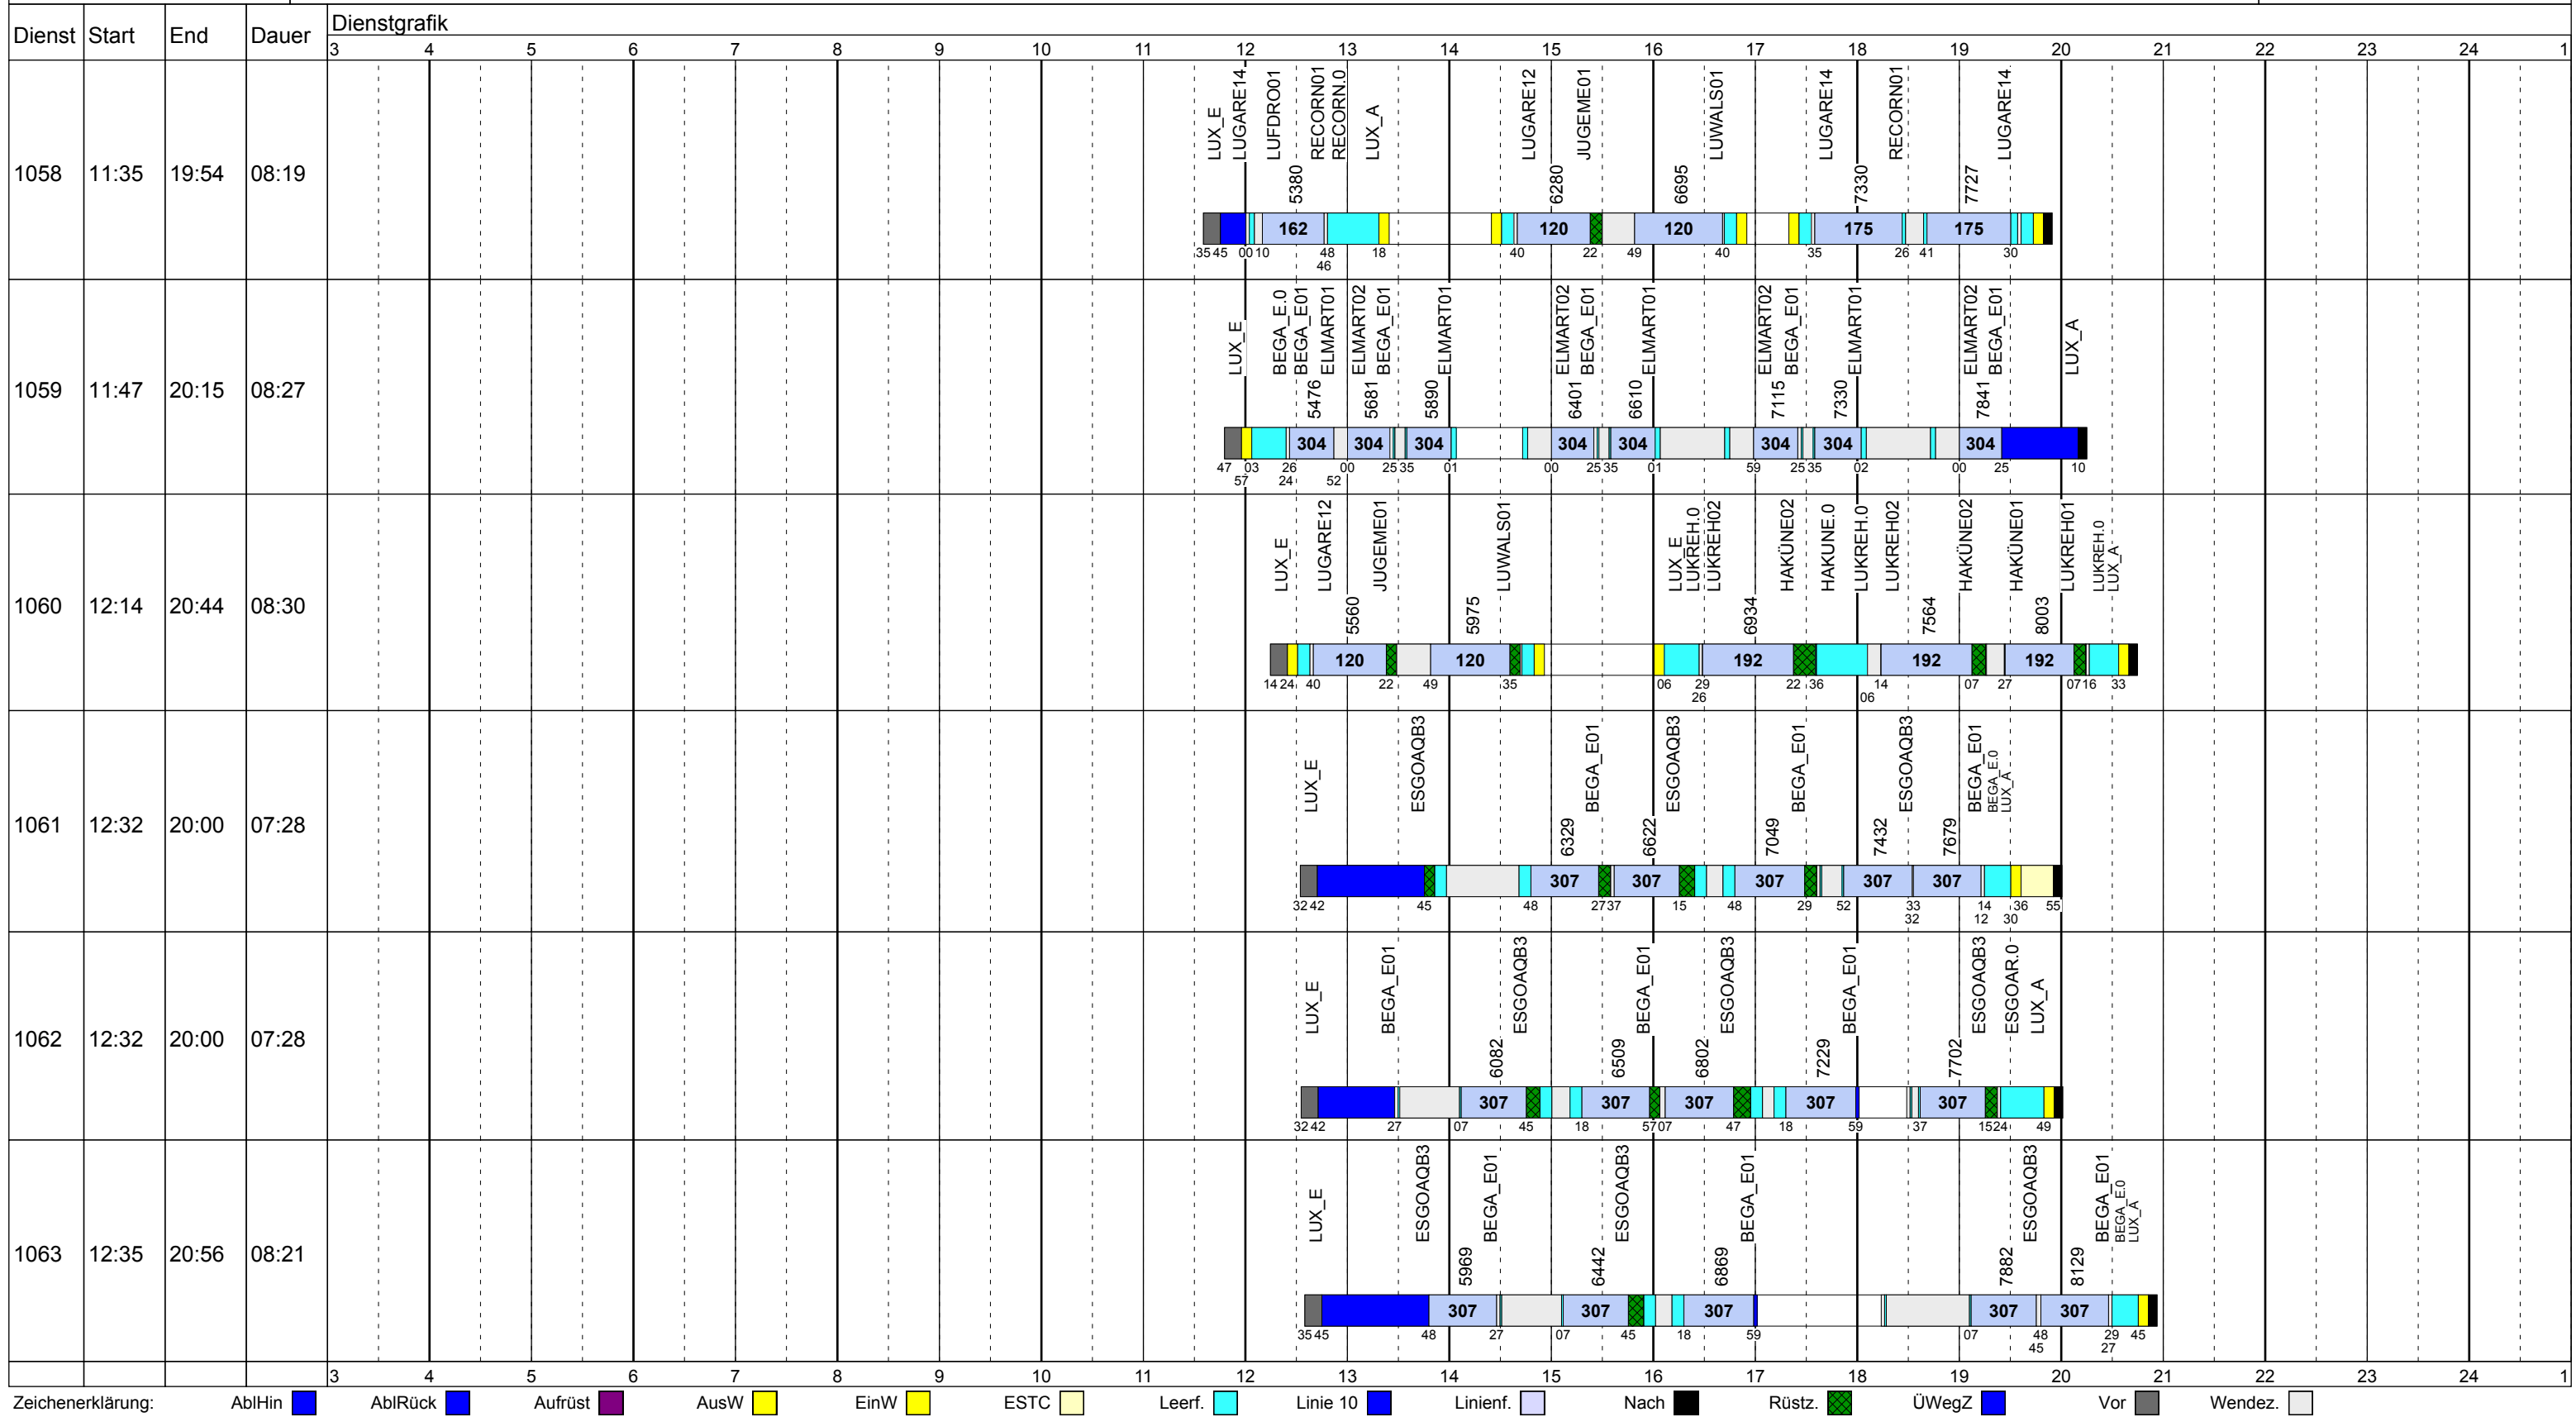 Dienst Start End Dauer Dienstgrafik
3 4 5 6 7 8 9 10 11 12 13 14 15 16 17 18 19 20 21 22 23 24 1
LUX_E LUGARE14 LUFDRO01 RECORN01 RECORN.0 LUX_A LUGARE12 JUGEME01 LUWALS01 LUGARE14 RECORN01 LUGARE14
5380 6280 6695 7330 7727
1058 11:35 19:54 08:19
162 120 120 175 175
35 45 00 10 48 18 40 22 49 40 35 26 41 30
46
LUX_E BEGA_E.0 BEGA_E01 ELMART01 ELMART02 BEGA_E01 ELMART01 ELMART02 BEGA_E01 ELMART01 ELMART02 BEGA_E01 ELMART01 ELMART02 BEGA_E01 LUX_A
5476 5681 5890 6401 6610 7115 7330 7841
1059 11:47 20:15 08:27
304 304 304 304 304 304 304 304
47 03 26 00 25 35 01 00 25 35 01 59 25 35 02 00 25 10
57 24 52
LUX_E LUGARE12 JUGEME01 LUWALS01 LUX_E LUKREH.0 LUKREH02 HAKÜNE02 HAKUNE.0 LUKREH.0 LUKREH02 HAKÜNE02 HAKÜNE01 LUKREH01 LUKREH.0 LUX_A
5560 5975 6934 7564 8003
1060 12:14 20:44 08:30
120 120 192 192 192
14 24 40 22 49 35 06 29 22 36 14 07 27 07 16 33
26 06
LUX_E ESGOAQB3 BEGA_E01 ESGOAQB3 BEGA_E01 ESGOAQB3 BEGA_E01 BEGA_E.0 LUX_A
6329 6622 7049 7432 7679
1061 12:32 20:00 07:28
307 307 307 307 307
32 42 45 48 27 37 15 48 29 52 33 14 36 55
32 12 30
LUX_E BEGA_E01 ESGOAQB3 BEGA_E01 ESGOAQB3 BEGA_E01 ESGOAQB3 ESGOAR.0 LUX_A
6082 6509 6802 7229 7702
1062 12:32 20:00 07:28
307 307 307 307 307
32 42 27 07 45 18 57 07 47 18 59 37 15 24 49
LUX_E ESGOAQB3 BEGA_E01 ESGOAQB3 BEGA_E01 ESGOAQB3 BEGA_E01 BEGA_E.0 LUX_A
5969 6442 6869 7882 8129
1063 12:35 20:56 08:21
307 307 307 307 307
35 45 48 27 07 45 18 59 07 48 29 45
45 27
3 4 5 6 7 8 9 10 11 12 13 14 15 16 17 18 19 20 21 22 23 24 1
Zeichenerklärung: AblHin AblRück Aufrüst AusW EinW ESTC Leerf. Linie 10 Linienf. Nach Rüstz. ÜWegZ Vor Wendez.